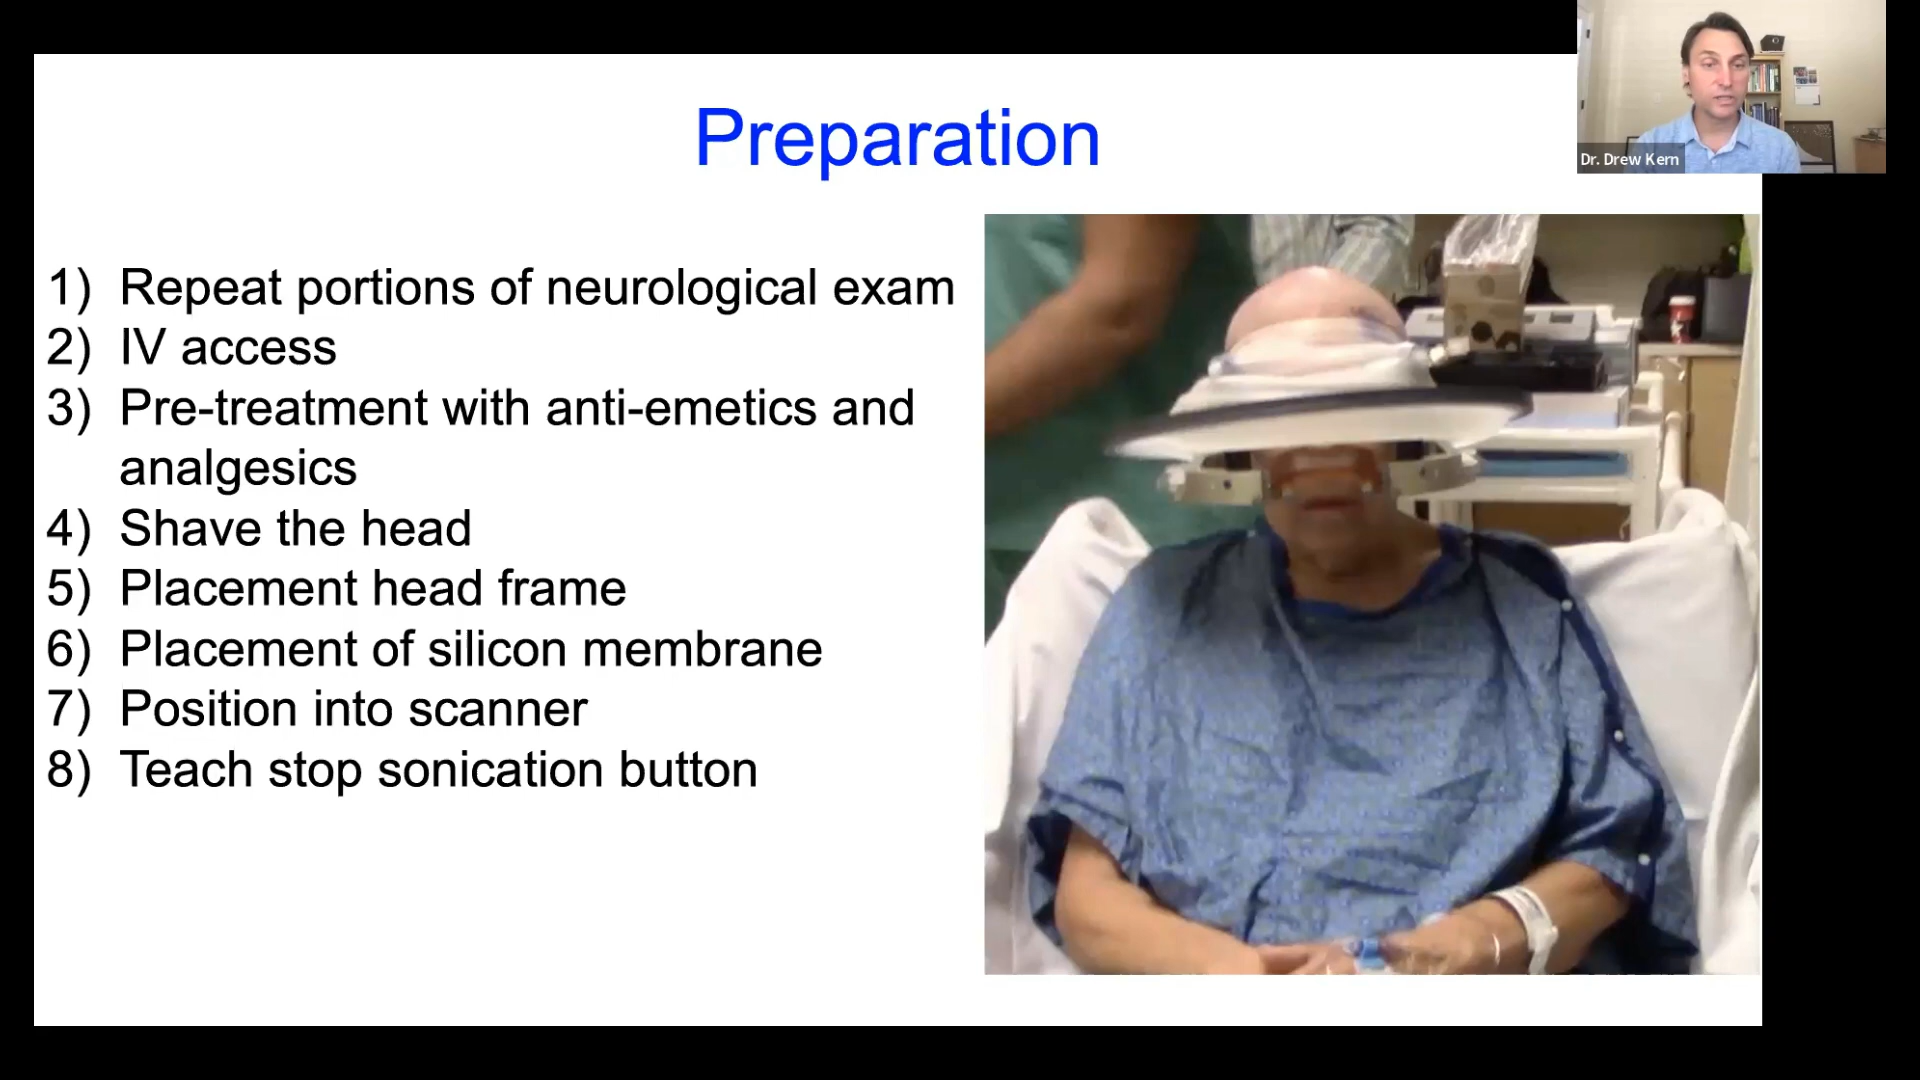 Preparation
Dr. Drew Kern
1) Repeat portions of neurological exam
2) IV access
3) Pre-treatment with anti-emetics and
analgesics
4) Shave the head
5) Placement head frame
6) Placement of silicon membrane
7) Position into scanner
8) Teach stop sonication button